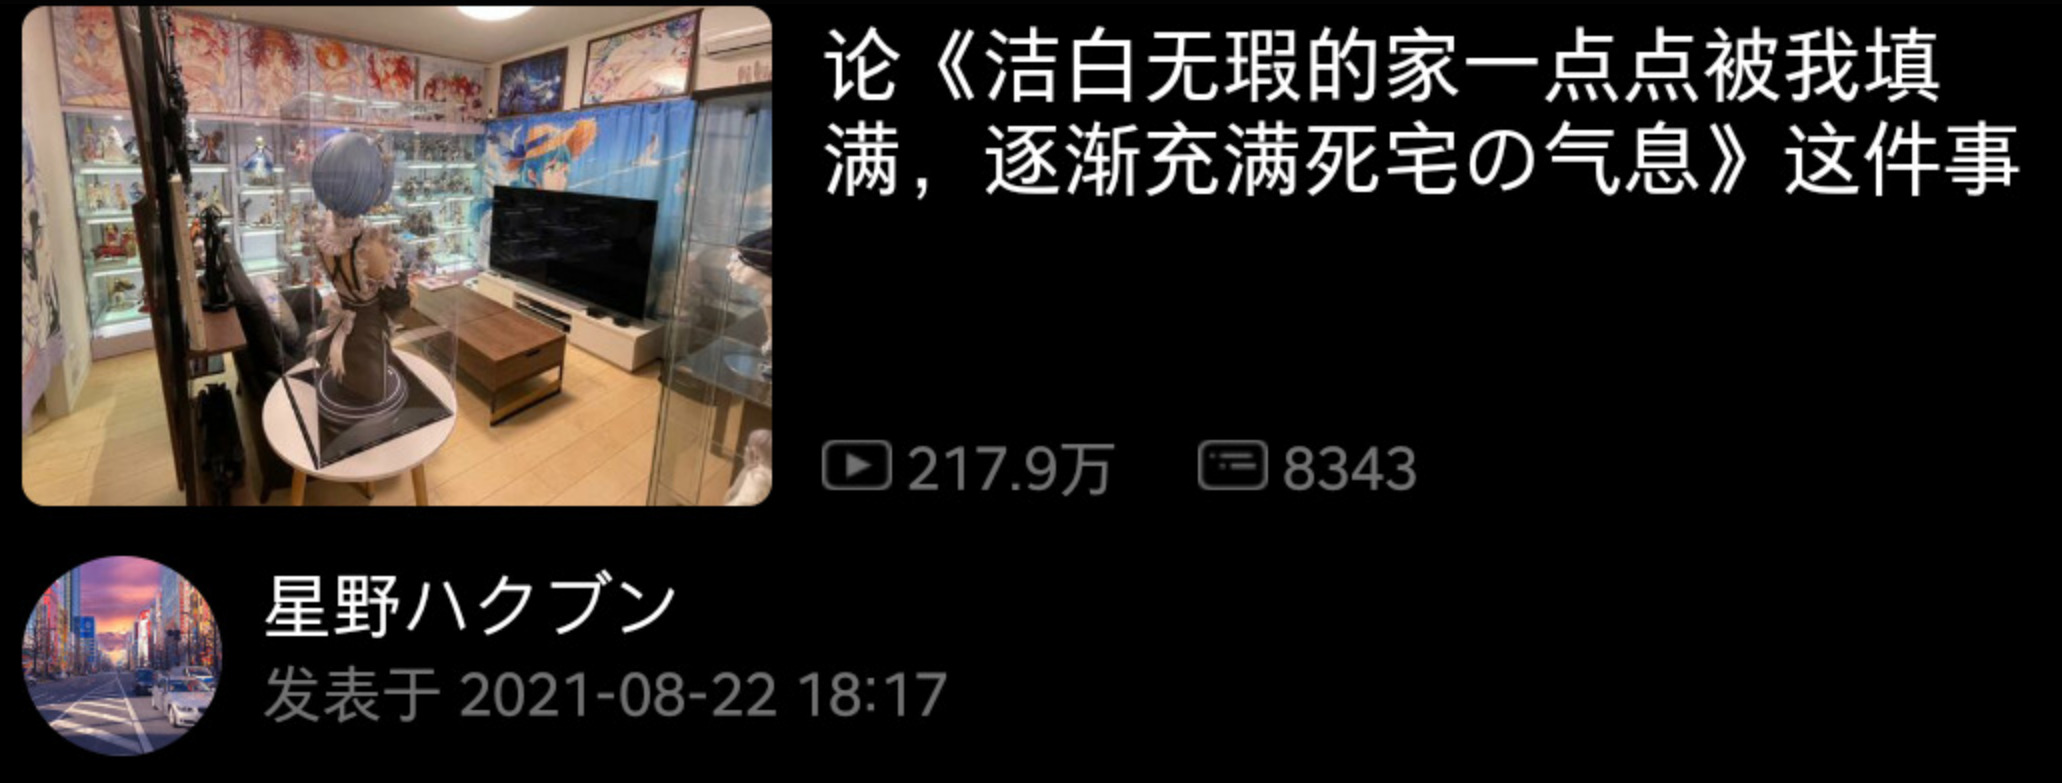 论《洁白无瑕的家一点点被我填
满，逐渐充满死宅の气息》这件事
217.9万 8343
星野ハクブン
发表于 2021-08-22 18:17